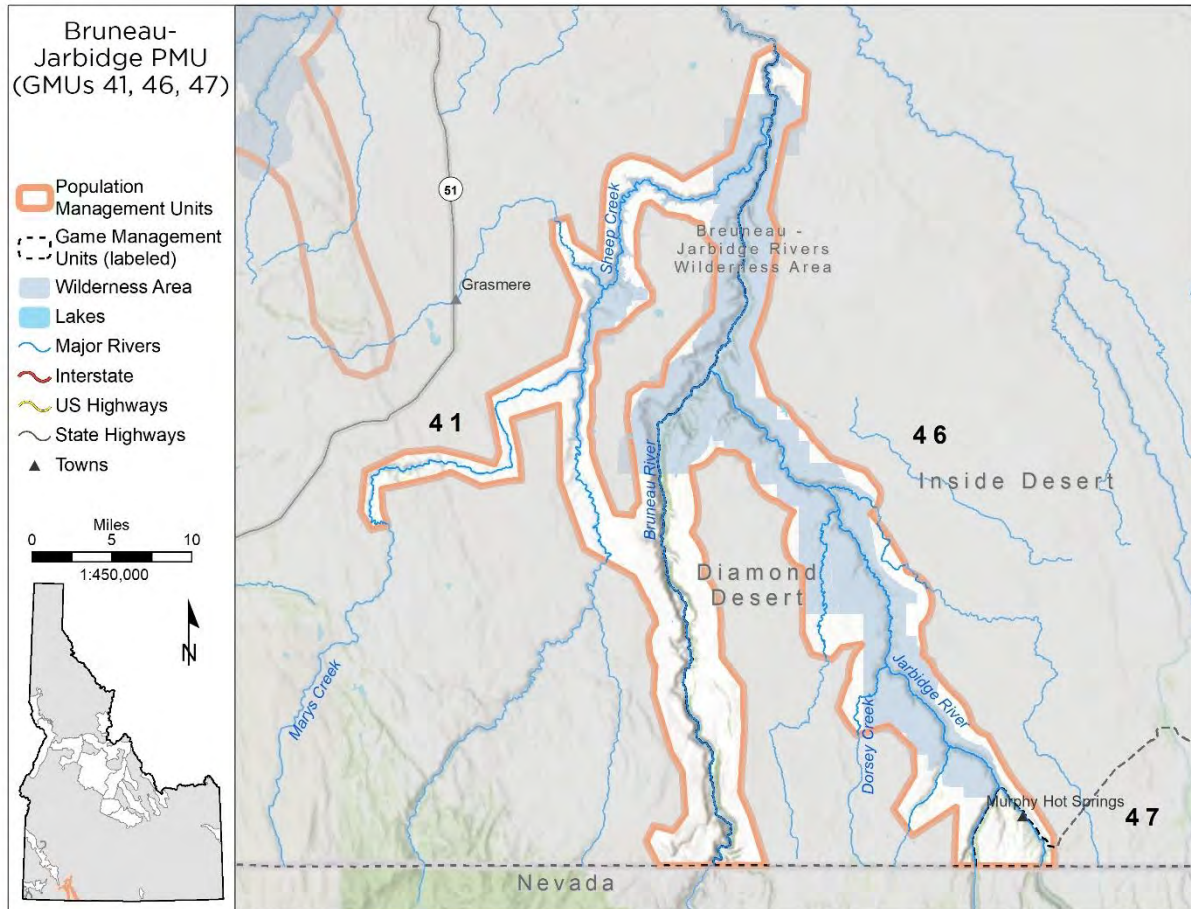 Bruneau-
Jarbidge PMU
(GMUs 41, 46, 47)
Population
Management Units
Game Management
Units (labeled)
Wilderness Area
Lakes
Major Rivers
Interstate
US Highways
State Highways
Towns
Miles
0 5 10
1:450,000
N
51
Grasmere
Sheep Creek
Breuneau -
Jarbidge Rivers
Wilderness Area
41
46
Inside Desert
Bruneau River
Diamond
Desert
Marys Creek
Jarbidge River
Dorsey Creek
Murphy Hot Springs
47
Nevada